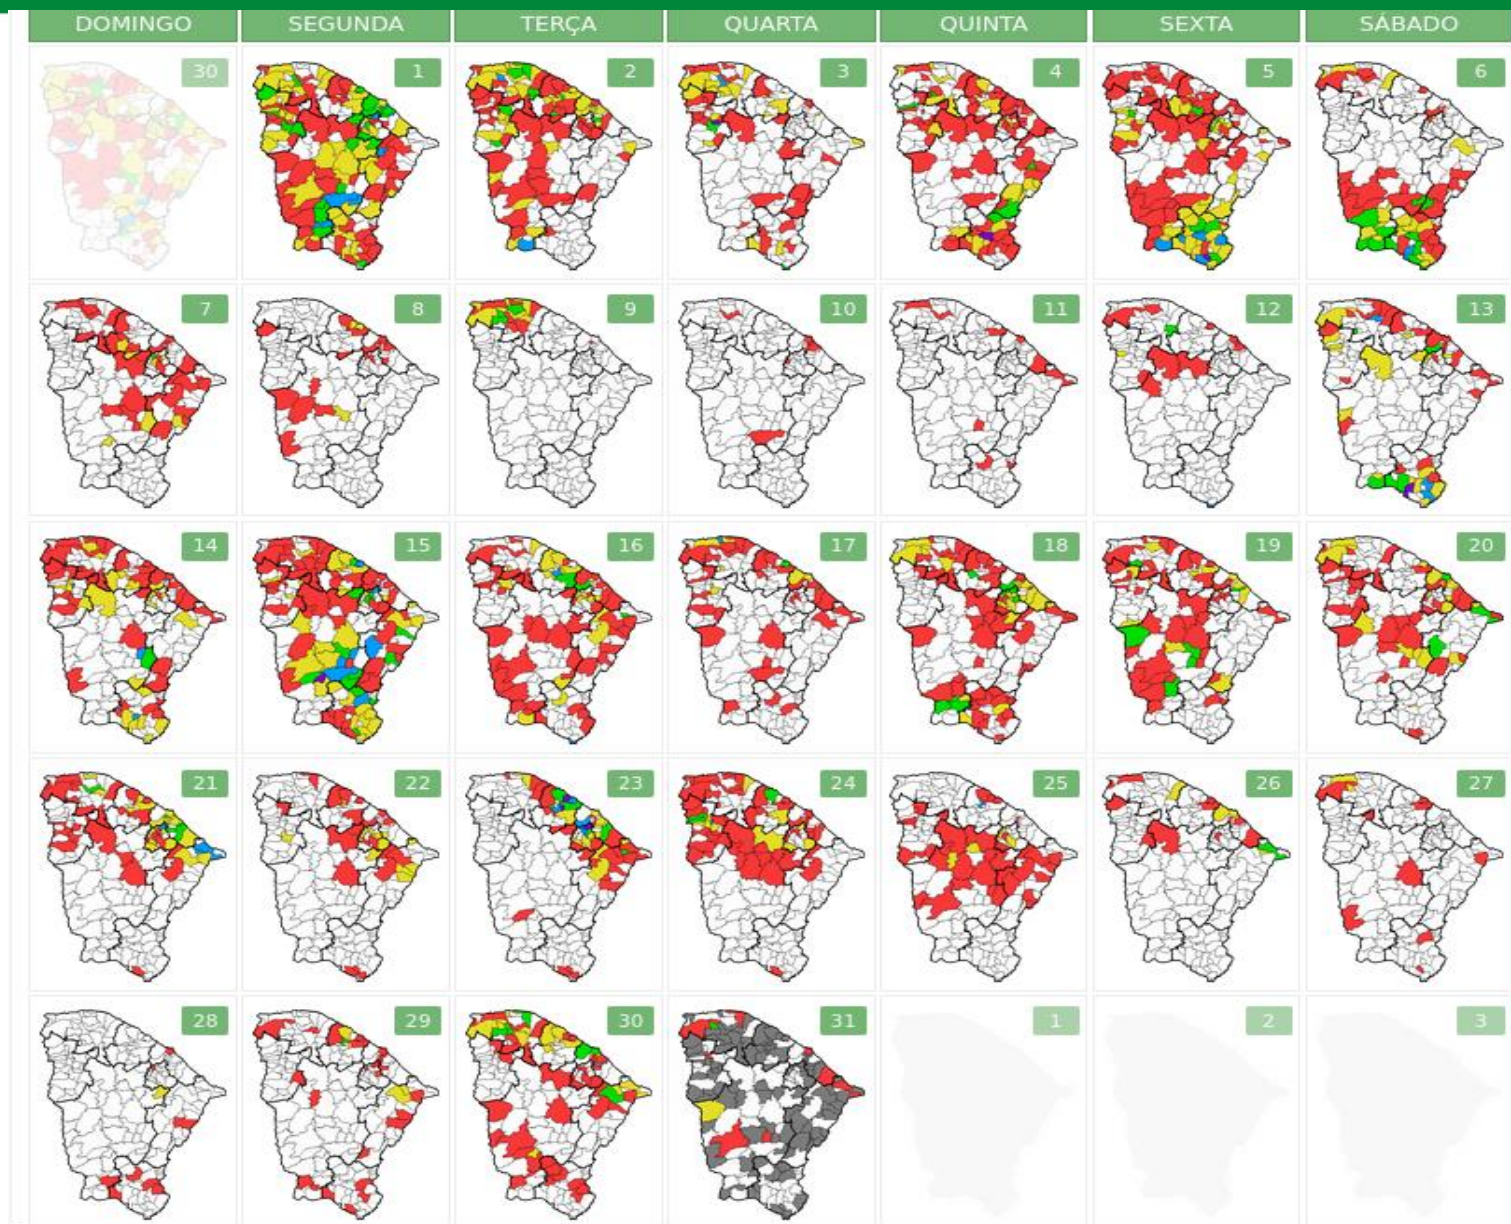 DOMINGO SEGUNDA TERÇA QUARTA QUINTA SEXTA SÁBADO
30 1 2 3 4 5 6
7 8 9 10 11 12 13
14 15 16 17 18 19 20
21 22 23 24 25 26 27
28 29 30 31 1 2 3